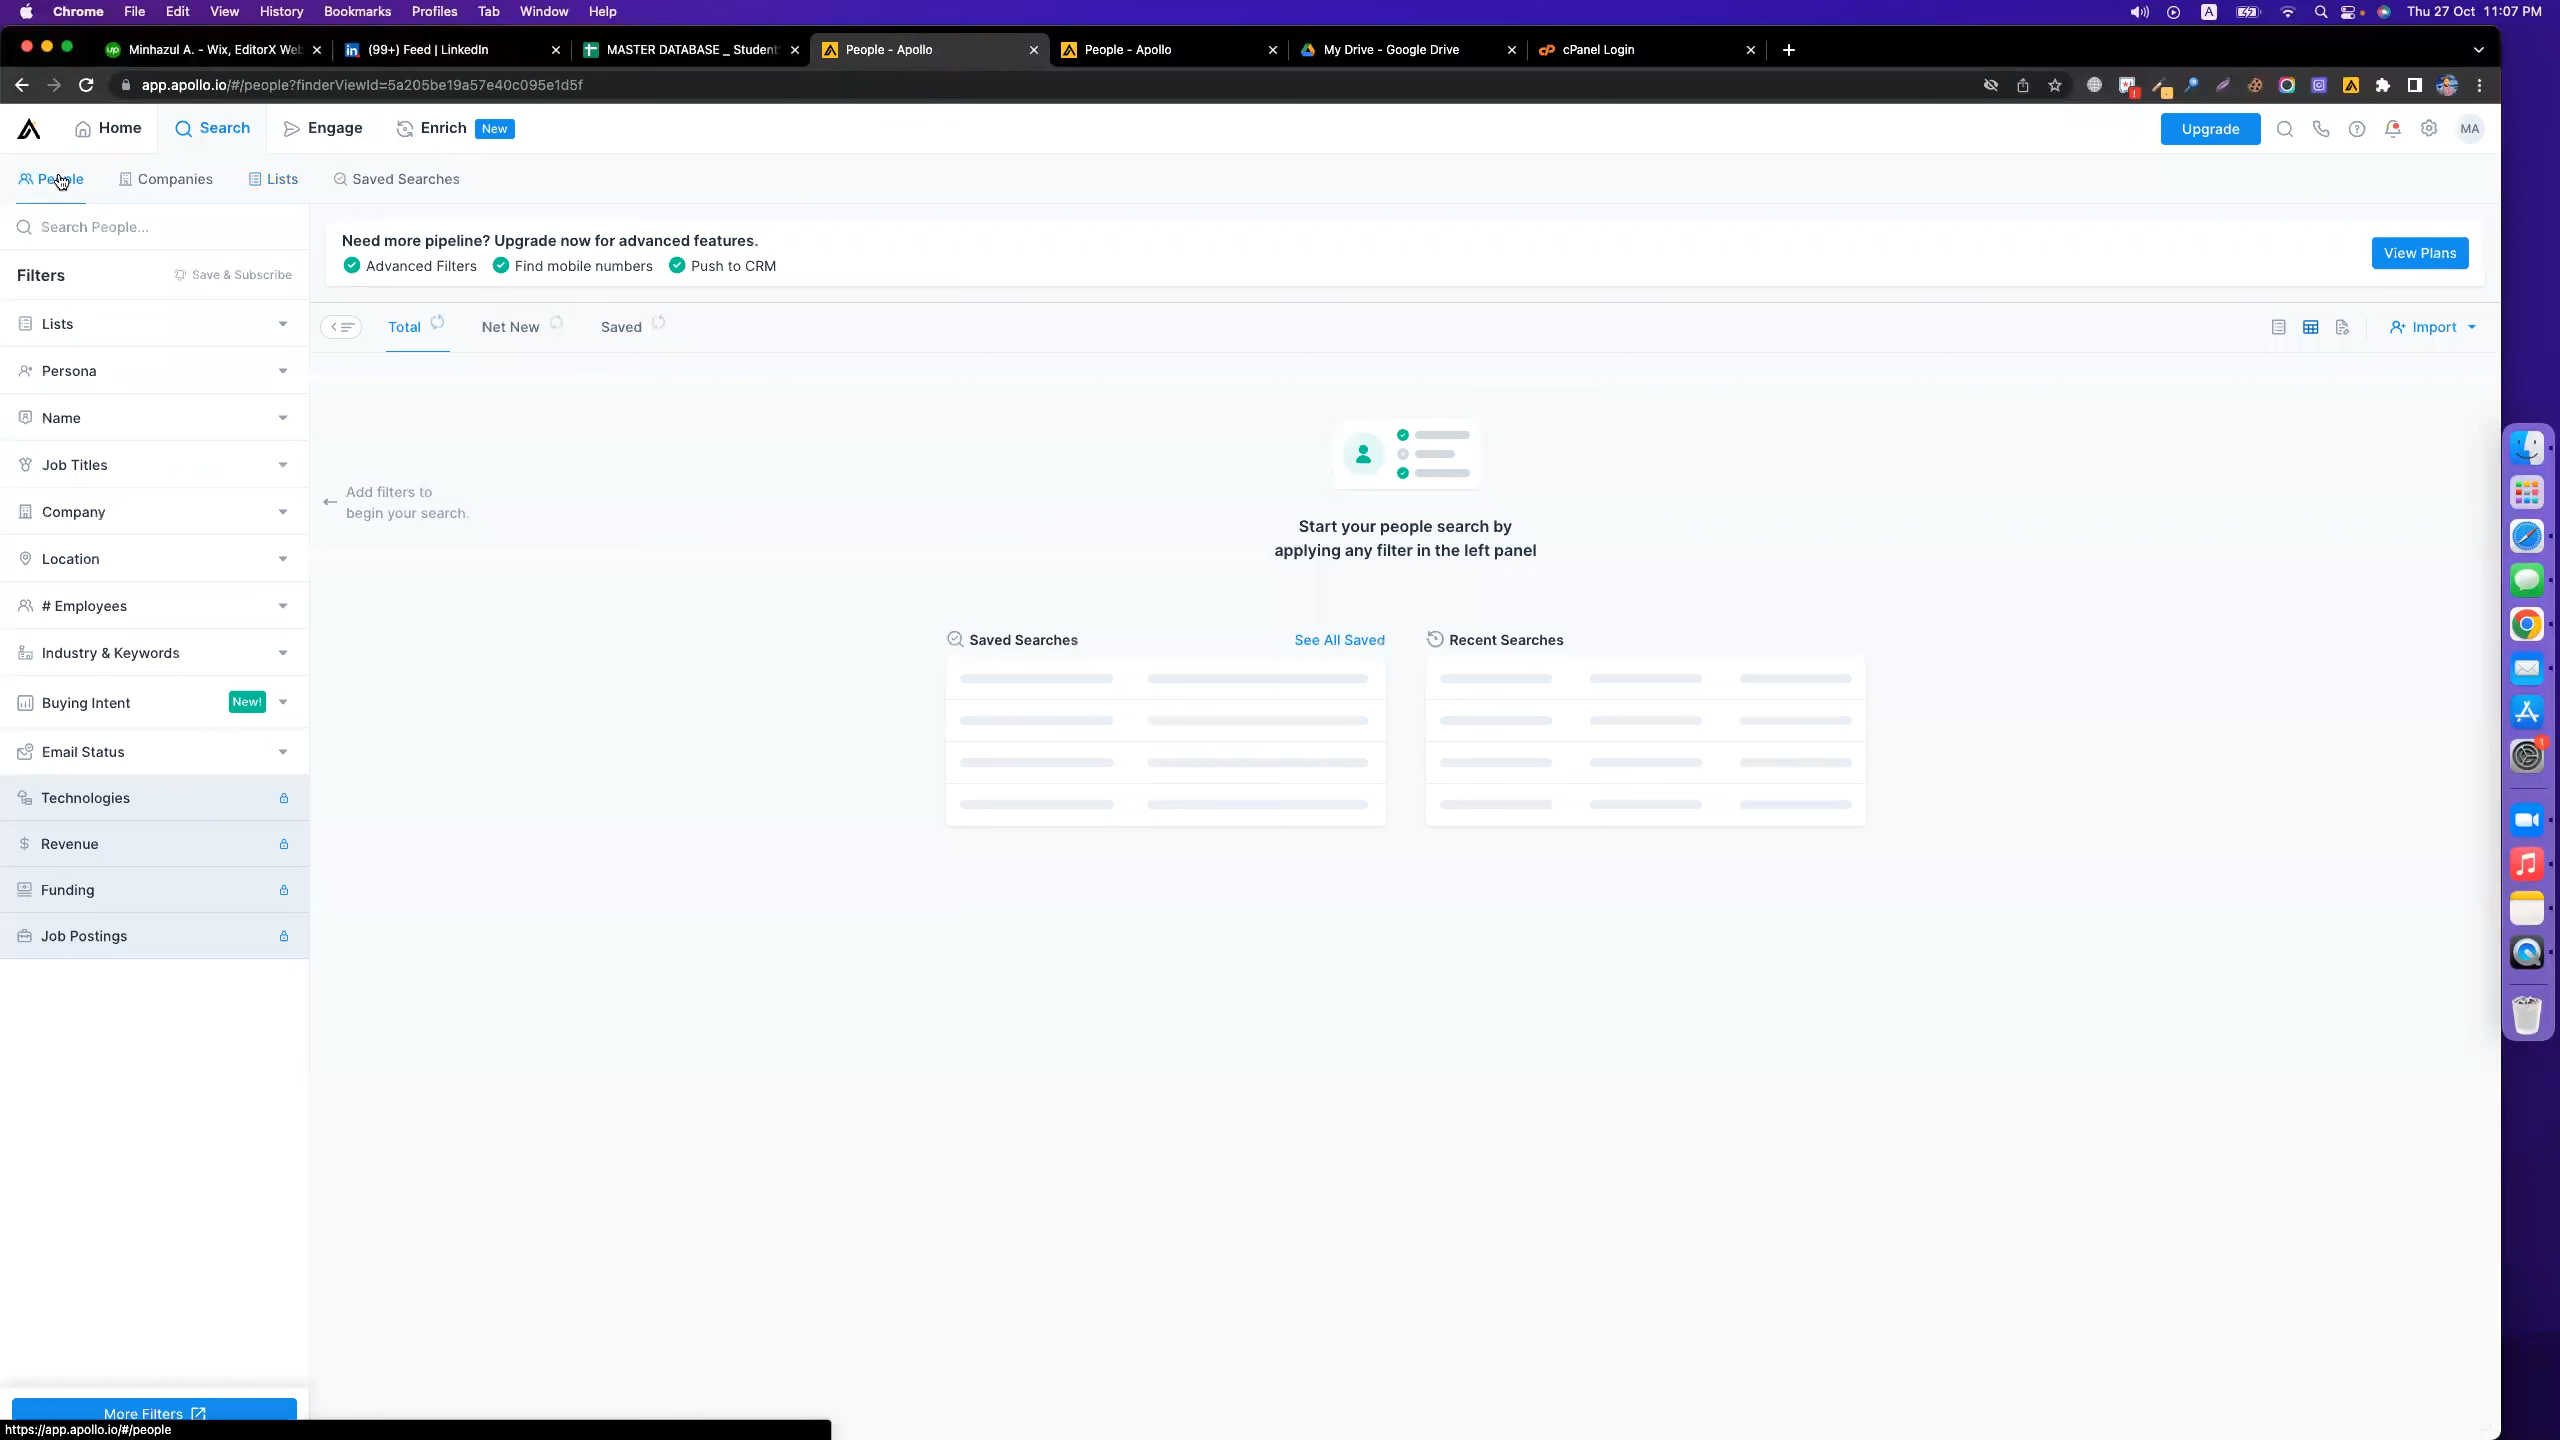 Chrome File Edit View History Bookmarks Profiles Tab Window Help A Thu 27 Oct 11:07 PM
up Minhazul A. - Wix, EditorX Web in (99+) Feed | LinkedIn MASTER DATABASE _ Student People - Apollo People - Apollo My Drive - Google Drive cPanel Login
app.apollo.io/#/people?finderViewId=5a205be19a57e40c095e1d5f
Home Search Engage Enrich New Upgrade MA
People Companies Lists Saved Searches
Search People...
Need more pipeline? Upgrade now for advanced features.
Advanced Filters Find mobile numbers Push to CRM
View Plans
Filters Save & Subscribe
Lists
Total Net New Saved Import
Persona
Name
Job Titles
Add filters to
begin your search.
Company
Start your people search by
applying any filter in the left panel
Location
# Employees
Saved Searches See All Saved Recent Searches
Industry & Keywords
Buying Intent New!
Email Status
Technologies
Revenue
Funding
Job Postings
More Filters
https://app.apollo.io/#/people
1